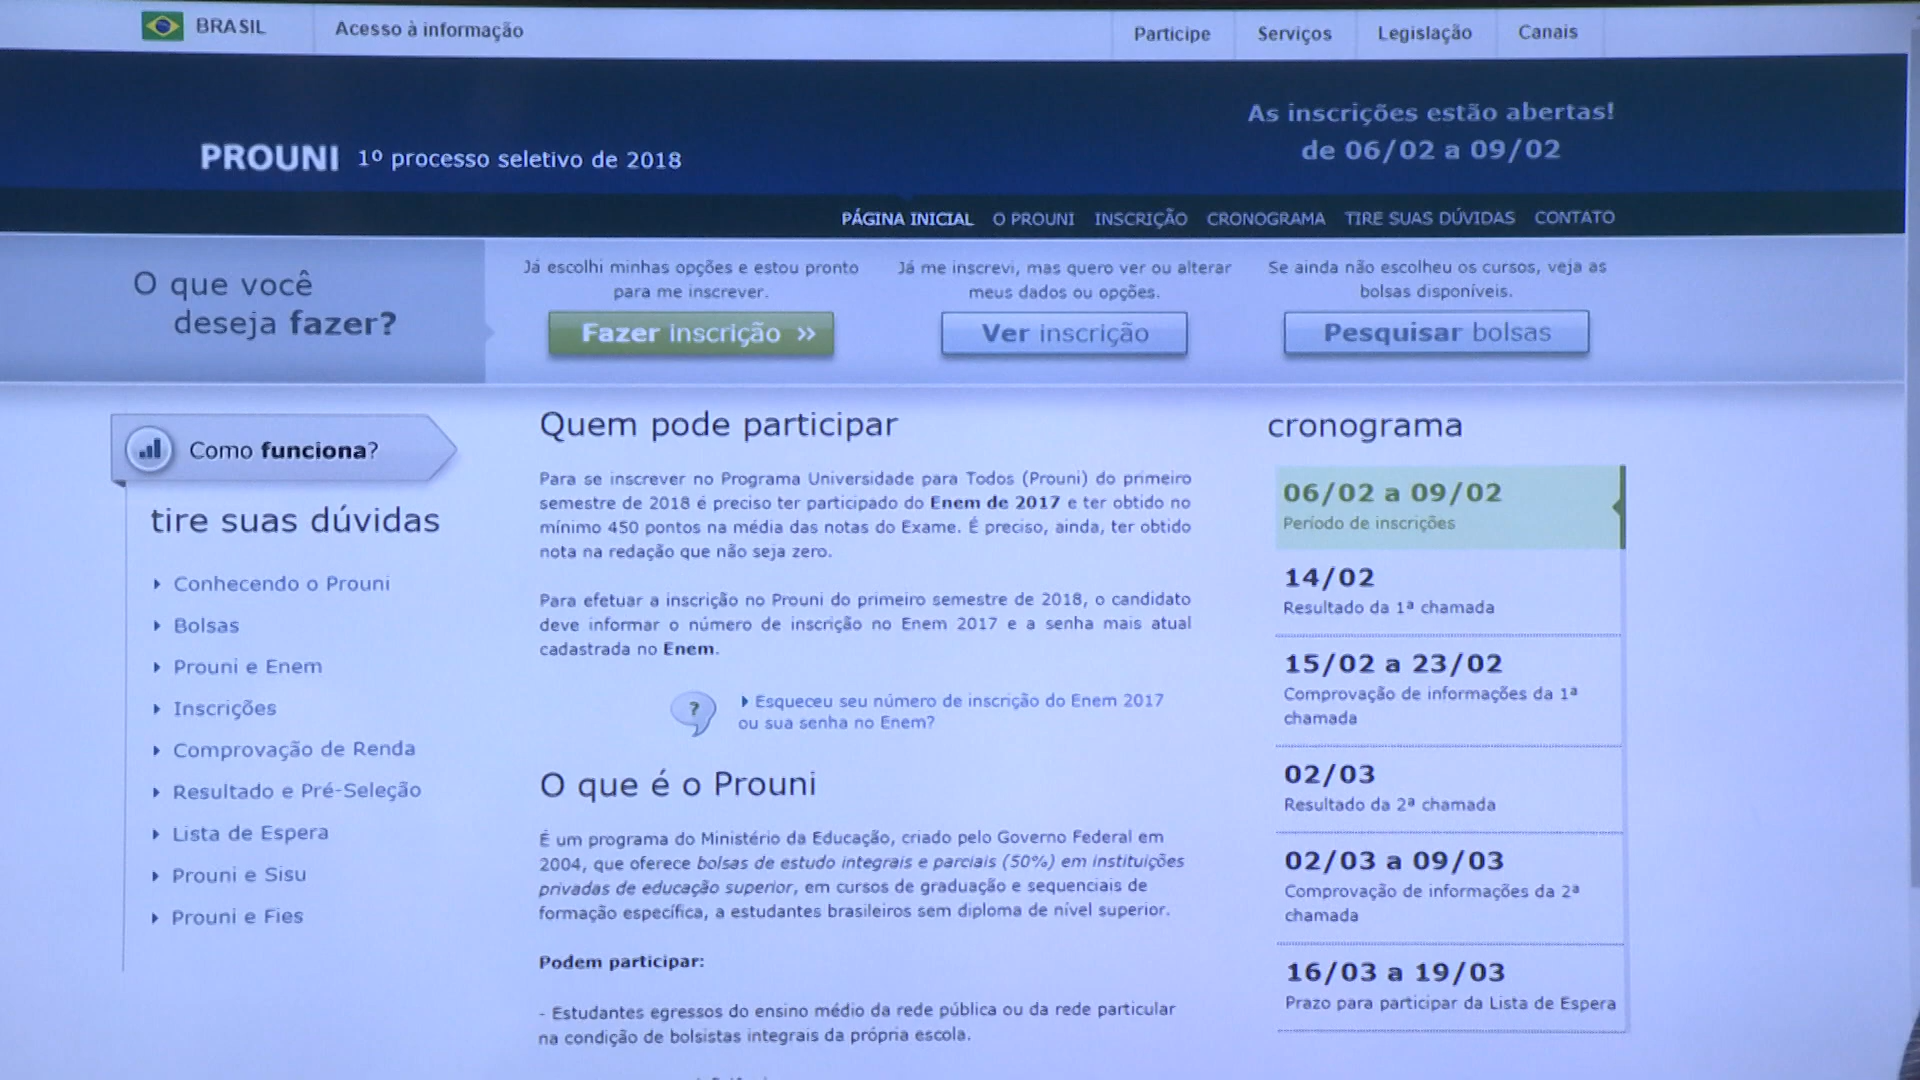 BRASIL
Acesso à informação
Participe
Serviços
Legislação
Canais
PROUNI 1º processo seletivo de 2018
As inscrições estão abertas!
de 06/02 a 09/02
PÁGINA INICIAL O PROUNI INSCRIÇÃO CRONOGRAMA TIRE SUAS DÚVIDAS CONTATO
O que você
deseja fazer?
Já escolhi minhas opções e estou pronto
para me inscrever.
Fazer inscrição »
Já me inscrevi, mas quero ver ou alterar
meus dados ou opções.
Ver inscrição
Se ainda não escolheu os cursos, veja as
bolsas disponíveis.
Pesquisar bolsas
Como funciona?
tire suas dúvidas
Conhecendo o Prouni
Bolsas
Prouni e Enem
Inscrições
Comprovação de Renda
Resultado e Pré-Seleção
Lista de Espera
Prouni e Sisu
Prouni e Fies
Quem pode participar
Para se inscrever no Programa Universidade para Todos (Prouni) do primeiro
semestre de 2018 é preciso ter participado do Enem de 2017 e ter obtido no
mínimo 450 pontos na média das notas do Exame. É preciso, ainda, ter obtido
nota na redação que não seja zero.
Para efetuar a inscrição no Prouni do primeiro semestre de 2018, o candidato
deve informar o número de inscrição no Enem 2017 e a senha mais atual
cadastrada no Enem.
?
Esqueceu seu número de inscrição do Enem 2017
ou sua senha no Enem?
O que é o Prouni
É um programa do Ministério da Educação, criado pelo Governo Federal em
2004, que oferece bolsas de estudo integrais e parciais (50%) em instituições
privadas de educação superior, em cursos de graduação e sequenciais de
formação específica, a estudantes brasileiros sem diploma de nível superior.
Podem participar:
- Estudantes egressos do ensino médio da rede pública ou da rede particular
na condição de bolsistas integrais da própria escola.
cronograma
06/02 a 09/02
Período de inscrições
14/02
Resultado da 1ª chamada
15/02 a 23/02
Comprovação de informações da 1ª
chamada
02/03
Resultado da 2ª chamada
02/03 a 09/03
Comprovação de informações da 2ª
chamada
16/03 a 19/03
Prazo para participar da Lista de Espera